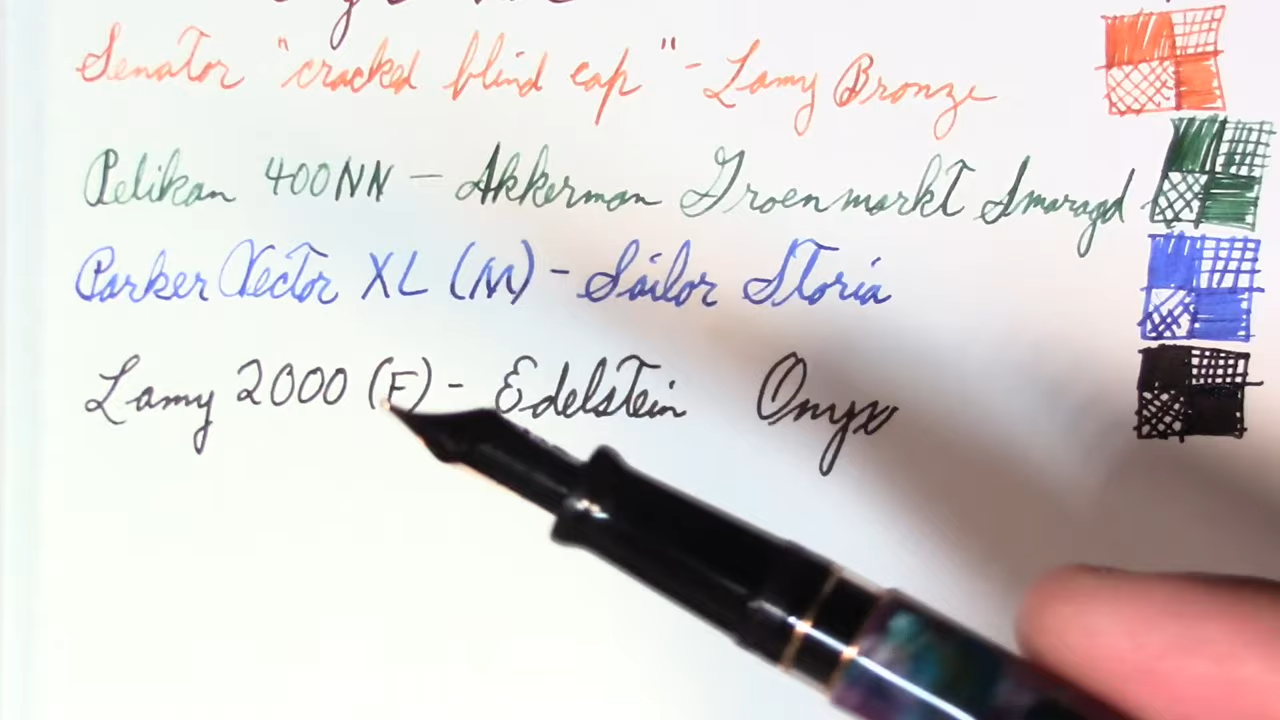 Senator "cracked blind cap" - Lamy Bronze
Pelikan 400NN - Akkerman Groenmarkt Smaragd
Parker Vector XL (M) - Sailor Storia
Lamy 2000 (F) - Edelstein Onyx